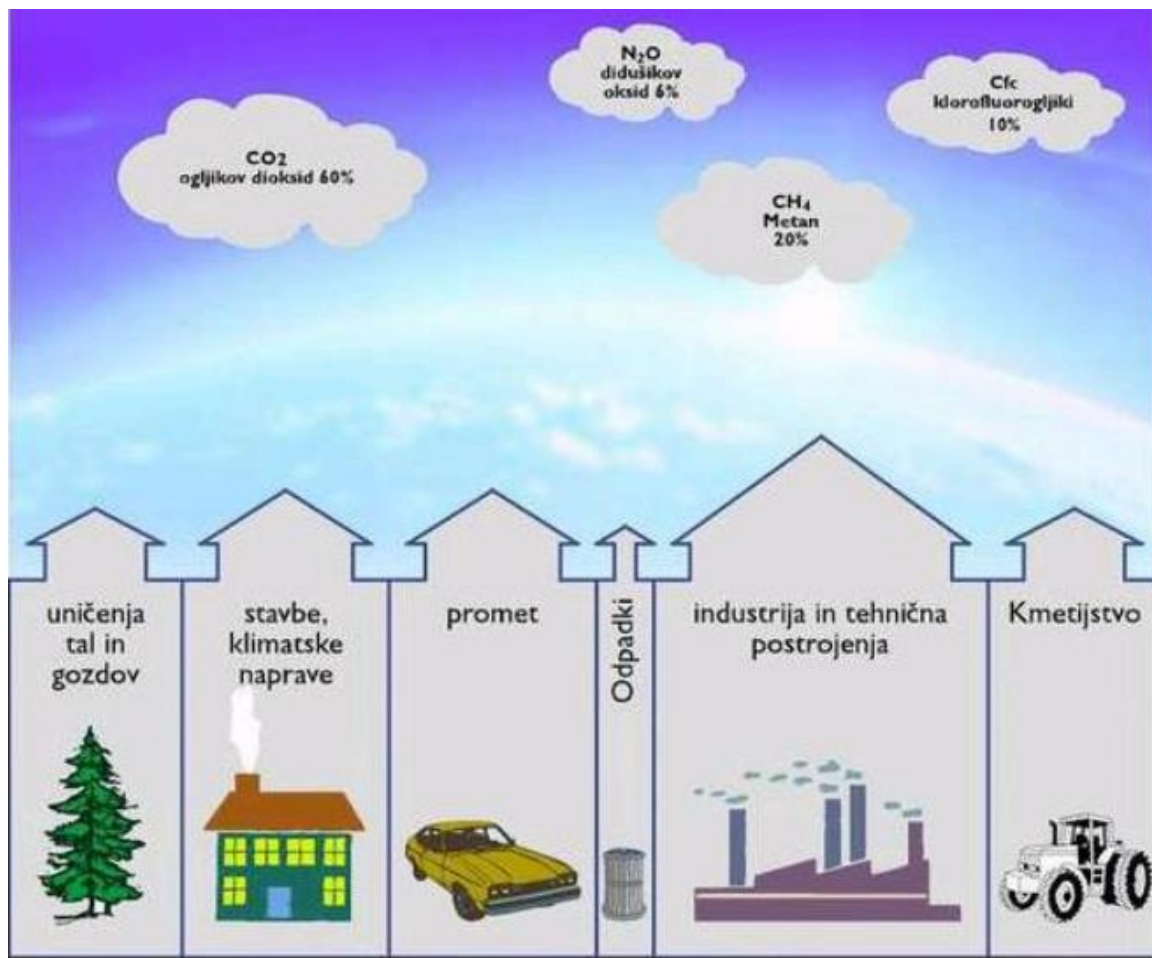 N₂O
didušikov
oksid 6%
Cfc
klorofluorogljiki
10%
CO2
ogljikov dioksid 60%
CH₄
Metan
20%
uničenja
tal in
gozdov
stavbe,
klimatske
naprave
promet
Odpadki
industrija in tehnična
postrojenja
Kmetijstvo